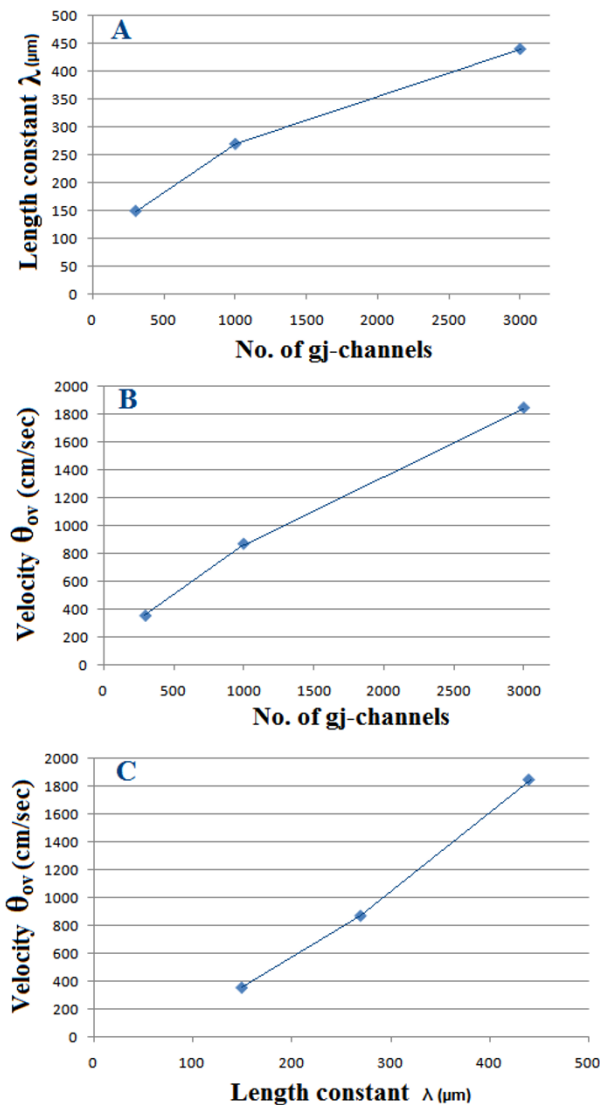 A
Length constant λ (µm)
500
450
400
350
300
250
200
150
100
50
0
0 500 1000 1500 2000 2500 3000
No. of gj-channels
B
Velocity θov (cm/sec)
2000
1800
1600
1400
1200
1000
800
600
400
200
0
0 500 1000 1500 2000 2500 3000
No. of gj-channels
C
Velocity θov (cm/sec)
2000
1800
1600
1400
1200
1000
800
600
400
200
0
0 100 200 300 400 500
Length constant λ (µm)